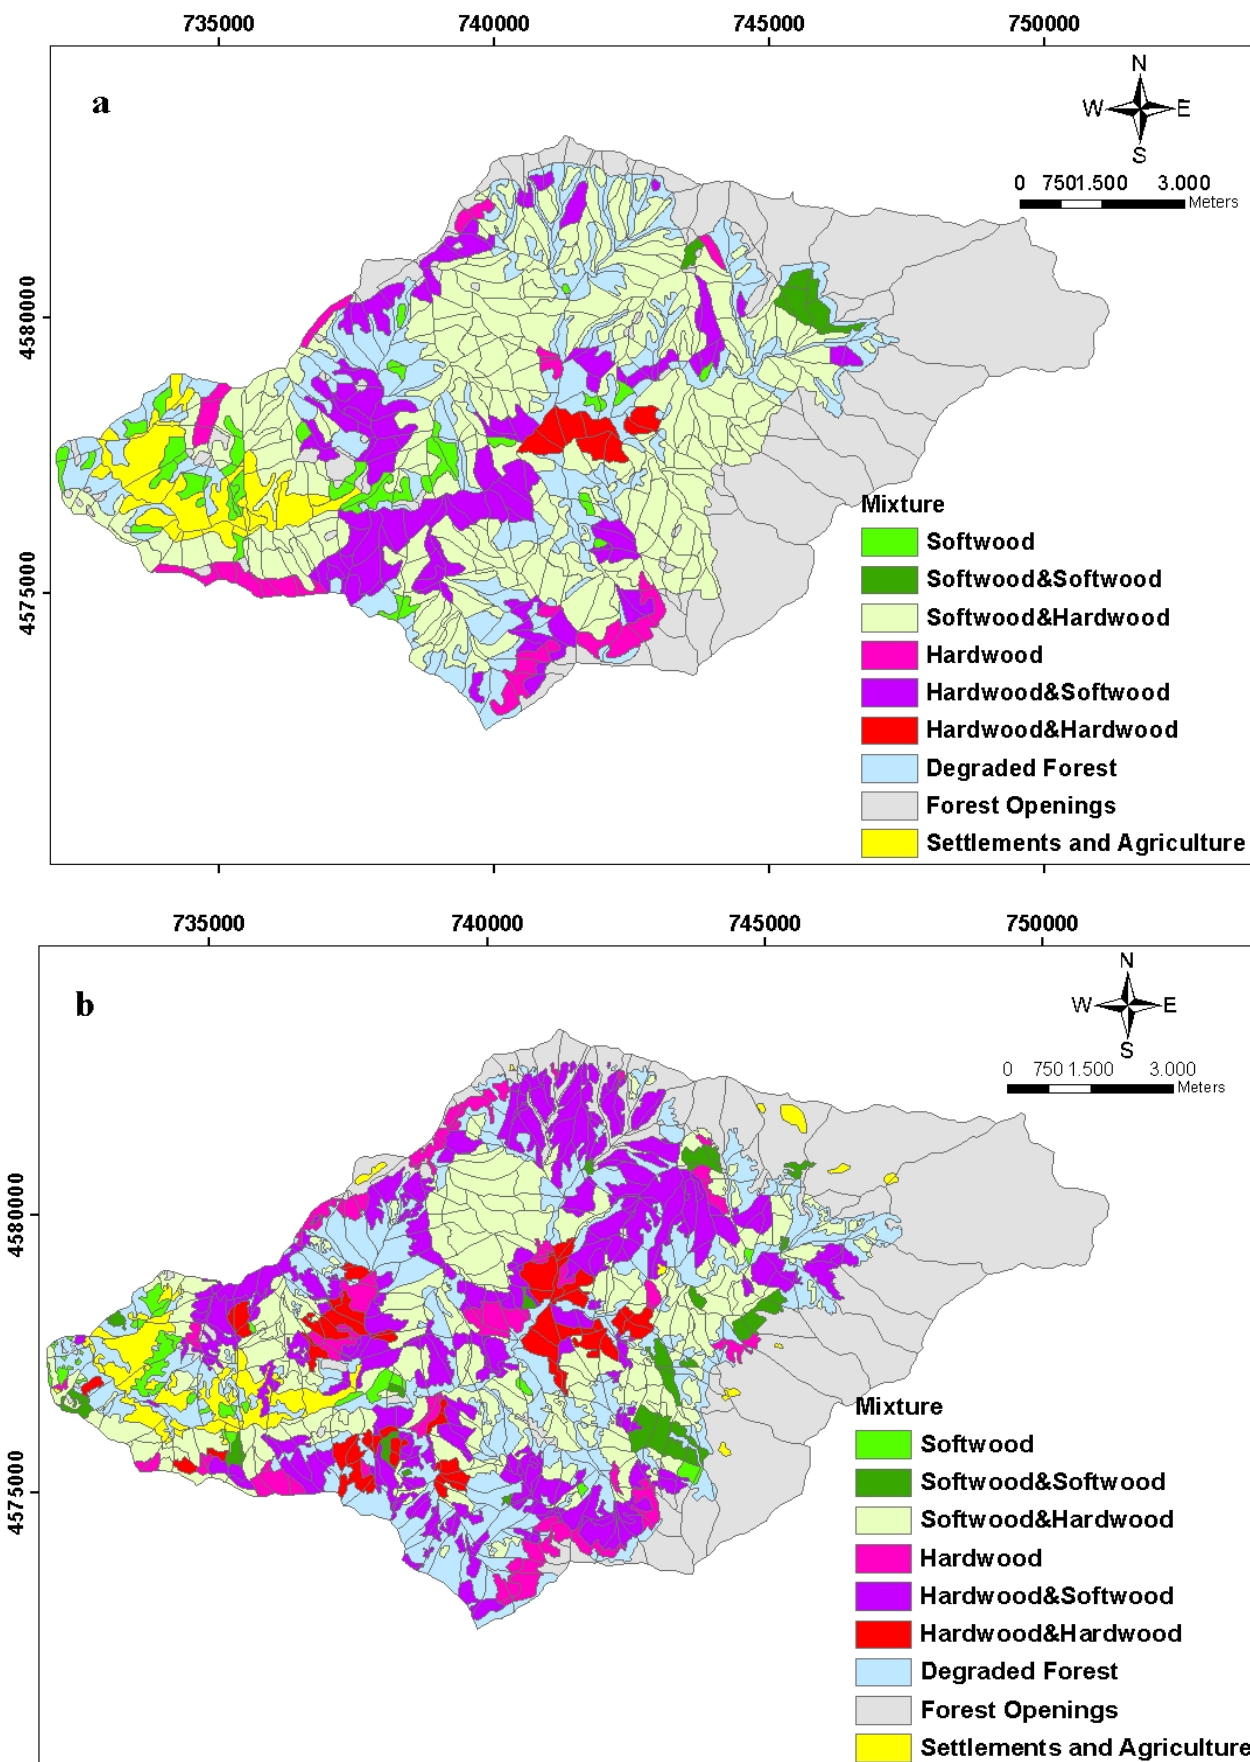 735000 740000 745000 750000
a
N
W E
S
0 7501.500 3.000
Meters
4580000
4575000
Mixture
Softwood
Softwood&Softwood
Softwood&Hardwood
Hardwood
Hardwood&Softwood
Hardwood&Hardwood
Degraded Forest
Forest Openings
Settlements and Agriculture
735000 740000 745000 750000
b
N
W E
S
0 750 1.500 3.000
Meters
4580000
4575000
Mixture
Softwood
Softwood&Softwood
Softwood&Hardwood
Hardwood
Hardwood&Softwood
Hardwood&Hardwood
Degraded Forest
Forest Openings
Settlements and Agriculture